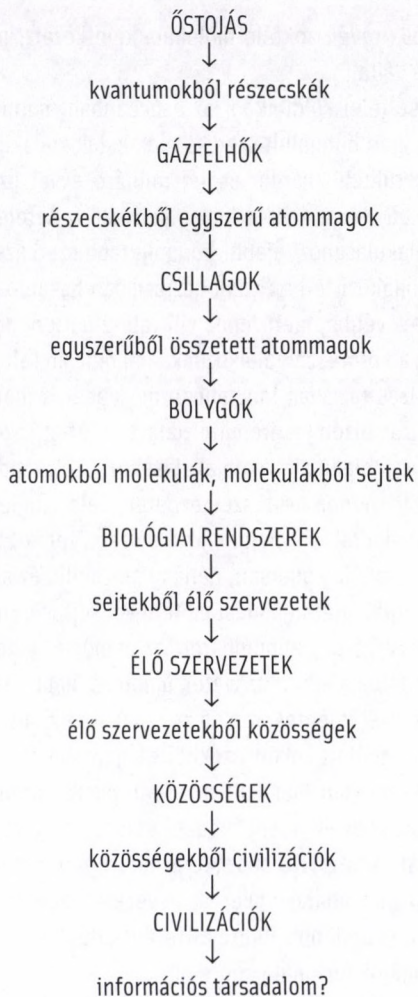 ŐSTOJÁS
↓
kvantumokból részecskék
↓
GÁZFELHŐK
↓
részecskékből egyszerű atommagok
↓
CSILLAGOK
↓
egyszerűből összetett atommagok
↓
BOLYGÓK
↓
atomokból molekulák, molekulákból sejtek
↓
BIOLÓGIAI RENDSZEREK
↓
sejtekből élő szervezetek
↓
ÉLŐ SZERVEZETEK
↓
élő szervezetekből közösségek
↓
KÖZÖSSÉGEK
↓
közösségekből civilizációk
↓
CIVILIZÁCIÓK
↓
információs társadalom?